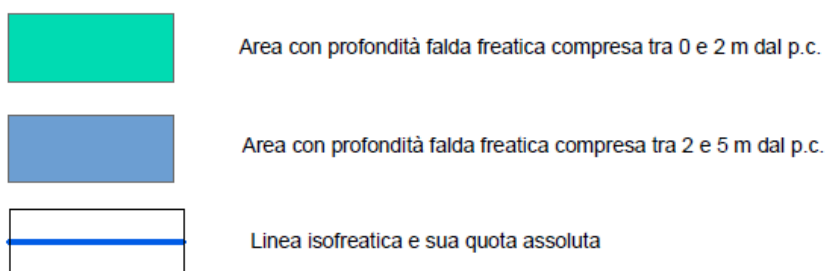 Area con profondità falda freatica compresa tra 0 e 2 m dal p.c.
Area con profondità falda freatica compresa tra 2 e 5 m dal p.c.
Linea isofreatica e sua quota assoluta